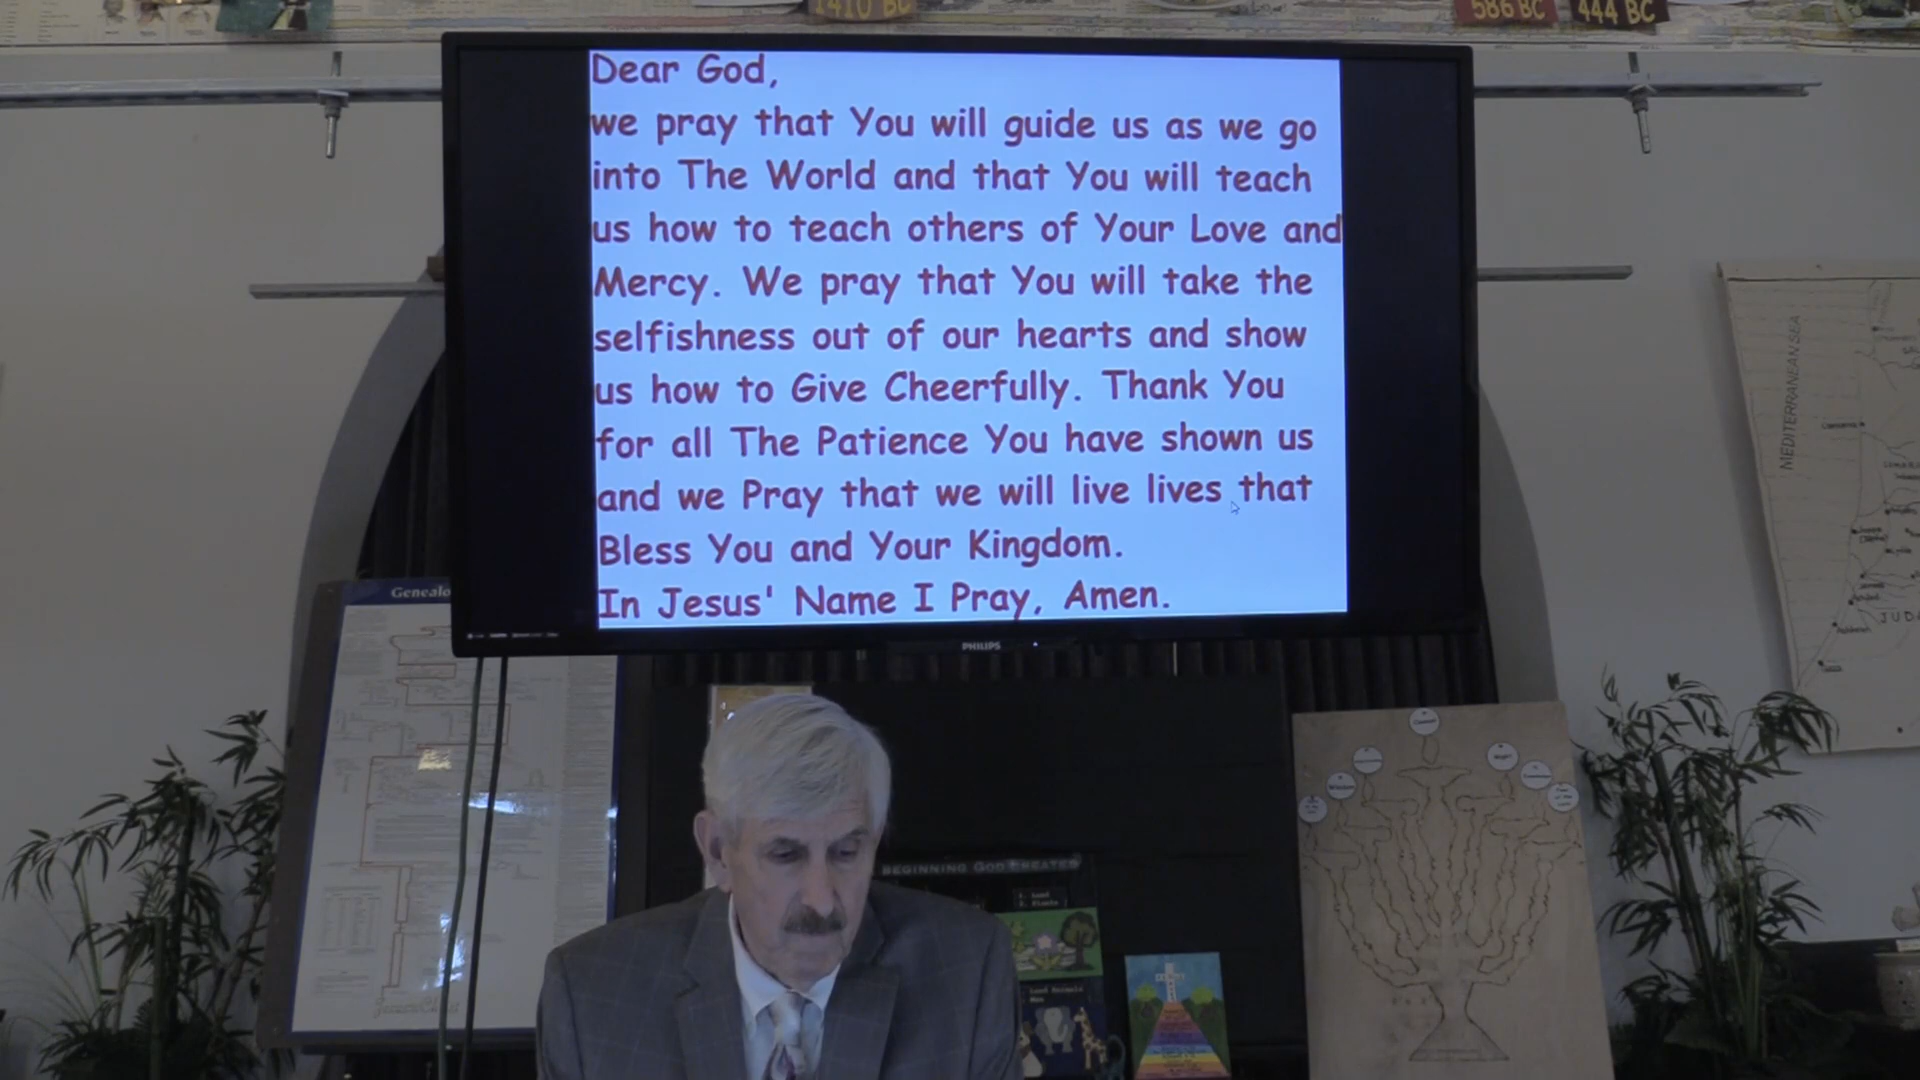 1410 BC
586 BC
444 BC
Dear God,
we pray that You will guide us as we go
into The World and that You will teach
us how to teach others of Your Love and
Mercy. We pray that You will take the
selfishness out of our hearts and show
us how to Give Cheerfully. Thank You
for all The Patience You have shown us
and we Pray that we will live lives that
Bless You and Your Kingdom.
In Jesus' Name I Pray, Amen.
PHILIPS
MEDITERRANEAN SEA
Genealo
BEGINNING GOD CREATED
JUD